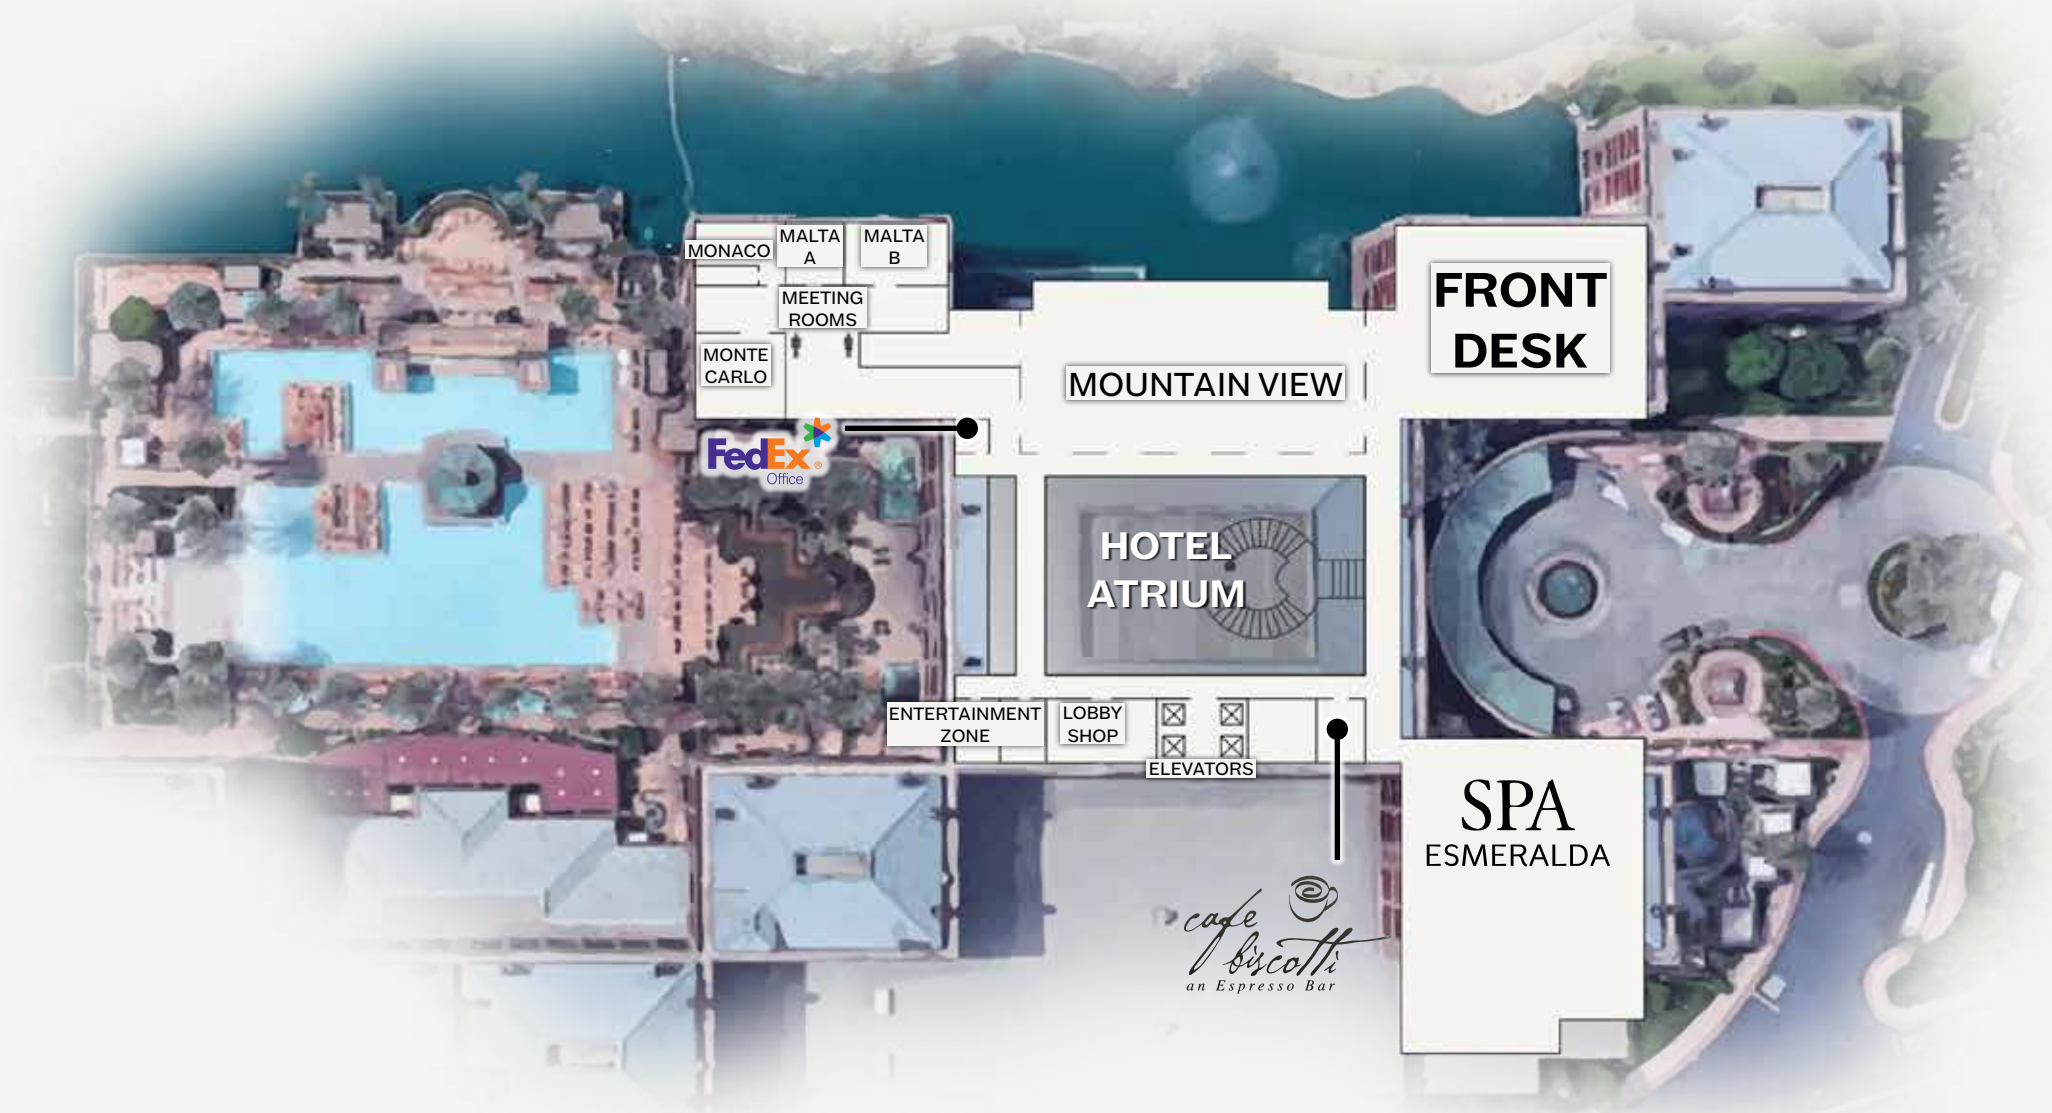 MONACO
MALTA
A
MALTA
B
MEETING
ROOMS
MONTE
CARLO
FRONT
DESK
MOUNTAIN VIEW
FedEx®
Office
HOTEL
ATRIUM
ENTERTAINMENT
ZONE
LOBBY
SHOP
ELEVATORS
SPA
ESMERALDA
cafe
biscotti
an Espresso Bar